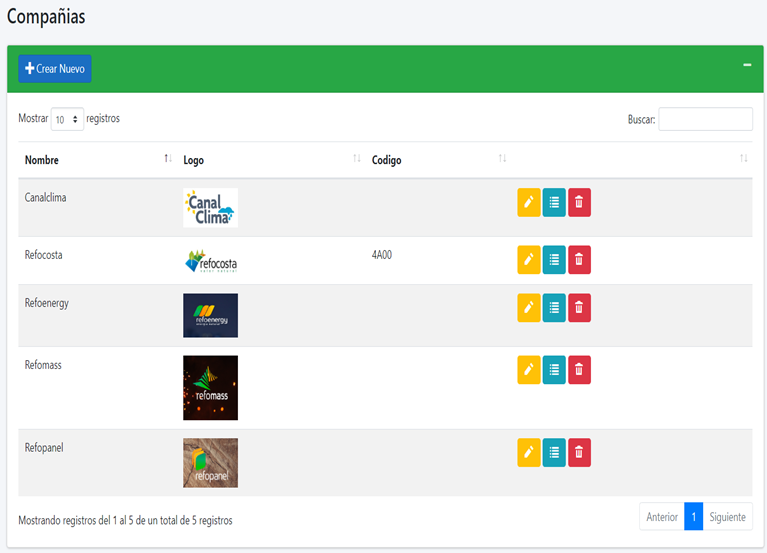 Compañias
Crear Nuevo
Mostrar 10 registros
Buscar:
Nombre Logo Codigo
Canalclima Canal Clima
Refocosta refocosta 4A00
Refoenergy refoenergy
Refomass refomass
Refopanel refopanel
Mostrando registros del 1 al 5 de un total de 5 registros
Anterior 1 Siguiente